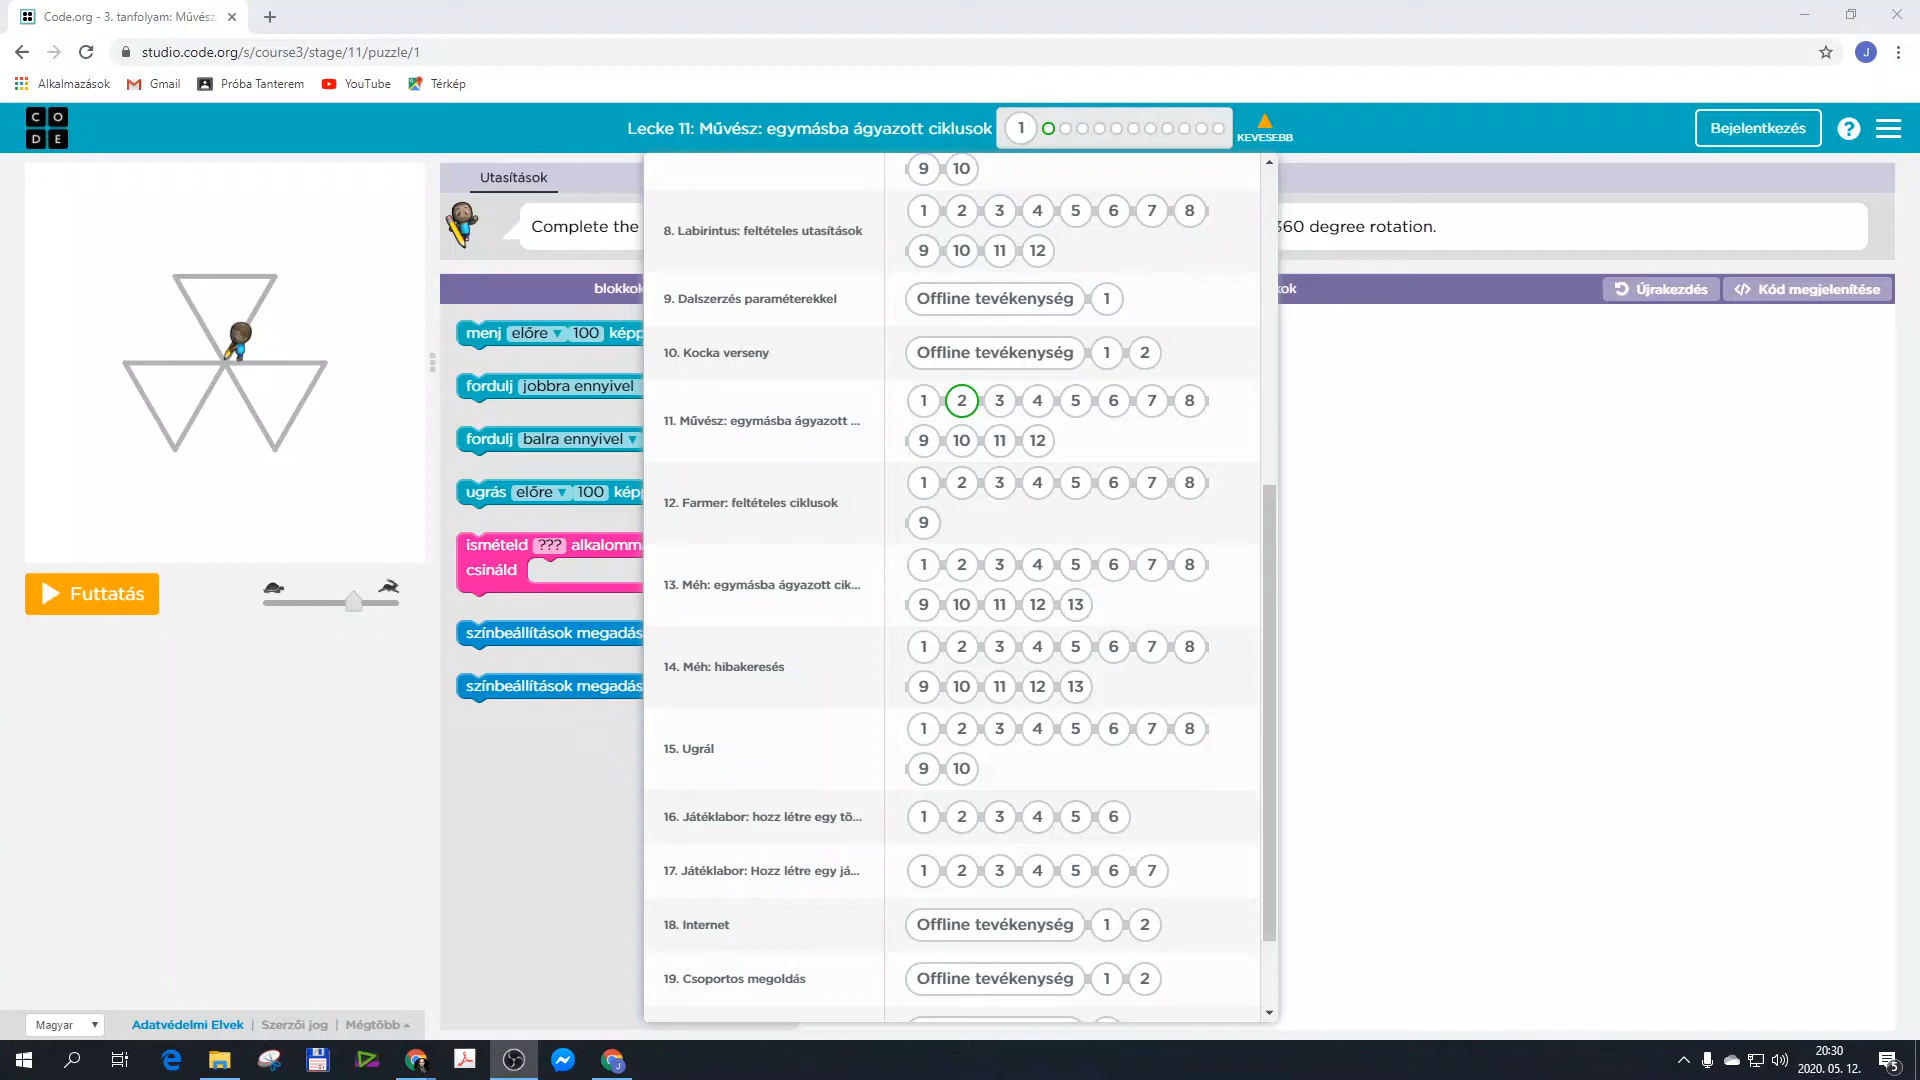 Code.org - 3. tanfolyam: Művész
studio.code.org/s/course3/stage/11/puzzle/1
J
Alkalmazások
Gmail
Próba Tanterem
YouTube
Térkép
C O
D E
Lecke 11: Művész: egymásba ágyazott ciklusok
1
KEVESEBB
Bejelentkezés
?
Utasítások
Complete the
360 degree rotation.
blokkok
Újrakezdés
</> Kód megjelenítése
menj előre 100
fordulj jobbra ennyivel
fordulj balra ennyivel
ugrás előre 100
ismételd ???
csináld
színbeállítások
színbeállítások
Futtatás
9 10
8. Labirintus: feltételes utasítások
1 2 3 4 5 6 7 8
9 10 11 12
9. Dalszerzés paraméterekkel
Offline tevékenység 1
10. Kocka verseny
Offline tevékenység 1 2
11. Művész: egymásba ágyazott ...
1 2 3 4 5 6 7 8
9 10 11 12
12. Farmer: feltételes ciklusok
1 2 3 4 5 6 7 8
9
13. Méh: egymásba ágyazott cik...
1 2 3 4 5 6 7 8
9 10 11 12 13
14. Méh: hibakeresés
1 2 3 4 5 6 7 8
9 10 11 12 13
15. Ugrál
1 2 3 4 5 6 7 8
9 10
16. Játéklabor: hozz létre egy tö...
1 2 3 4 5 6
17. Játéklabor: Hozz létre egy já...
1 2 3 4 5 6 7
18. Internet
Offline tevékenység 1 2
19. Csoportos megoldás
Offline tevékenység 1 2
Magyar
Adatvédelmi Elvek | Szerzői jog | Mégtöbb
20:30
2020. 05. 12.
5